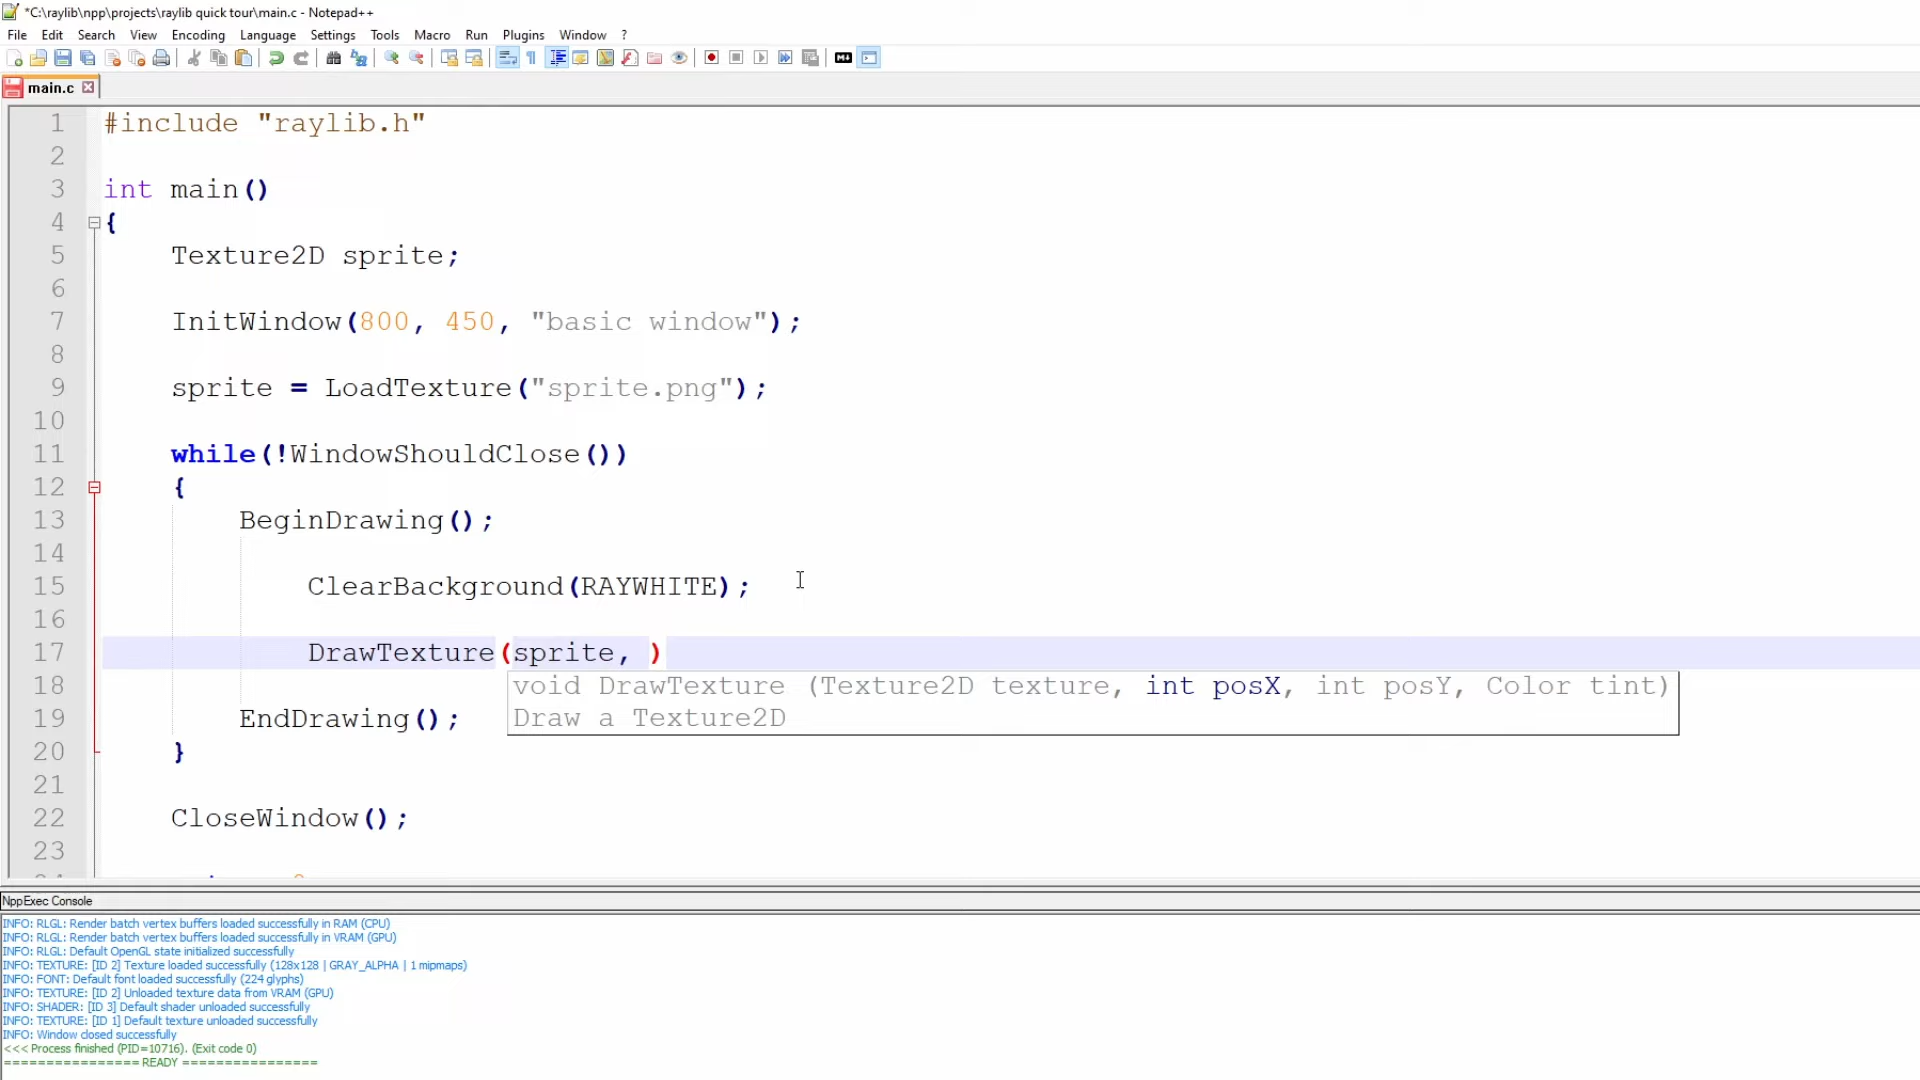 *C:\raylib\npp\projects\raylib quick tour\main.c - Notepad++
File Edit Search View Encoding Language Settings Tools Macro Run Plugins Window ?
main.c
1 #include "raylib.h"
2
3 int main()
4 {
5 Texture2D sprite;
6
7 InitWindow(800, 450, "basic window");
8
9 sprite = LoadTexture("sprite.png");
10
11 while(!WindowShouldClose())
12 {
13 BeginDrawing();
14
15 ClearBackground(RAYWHITE);
16
17 DrawTexture(sprite, )
18 void DrawTexture (Texture2D texture, int posX, int posY, Color tint)
19 EndDrawing(); Draw a Texture2D
20 }
21
22 CloseWindow();
23
NppExec Console
INFO: RLGL: Render batch vertex buffers loaded successfully in RAM (CPU)
INFO: RLGL: Render batch vertex buffers loaded successfully in VRAM (GPU)
INFO: RLGL: Default OpenGL state initialized successfully
INFO: TEXTURE: [ID 2] Texture loaded successfully (128x128 | GRAY_ALPHA | 1 mipmaps)
INFO: FONT: Default font loaded successfully (224 glyphs)
INFO: TEXTURE: [ID 2] Unloaded texture data from VRAM (GPU)
INFO: SHADER: [ID 3] Default shader unloaded successfully
INFO: TEXTURE: [ID 1] Default texture unloaded successfully
INFO: Window closed successfully
<<< Process finished (PID=10716). (Exit code 0)
================ READY ================